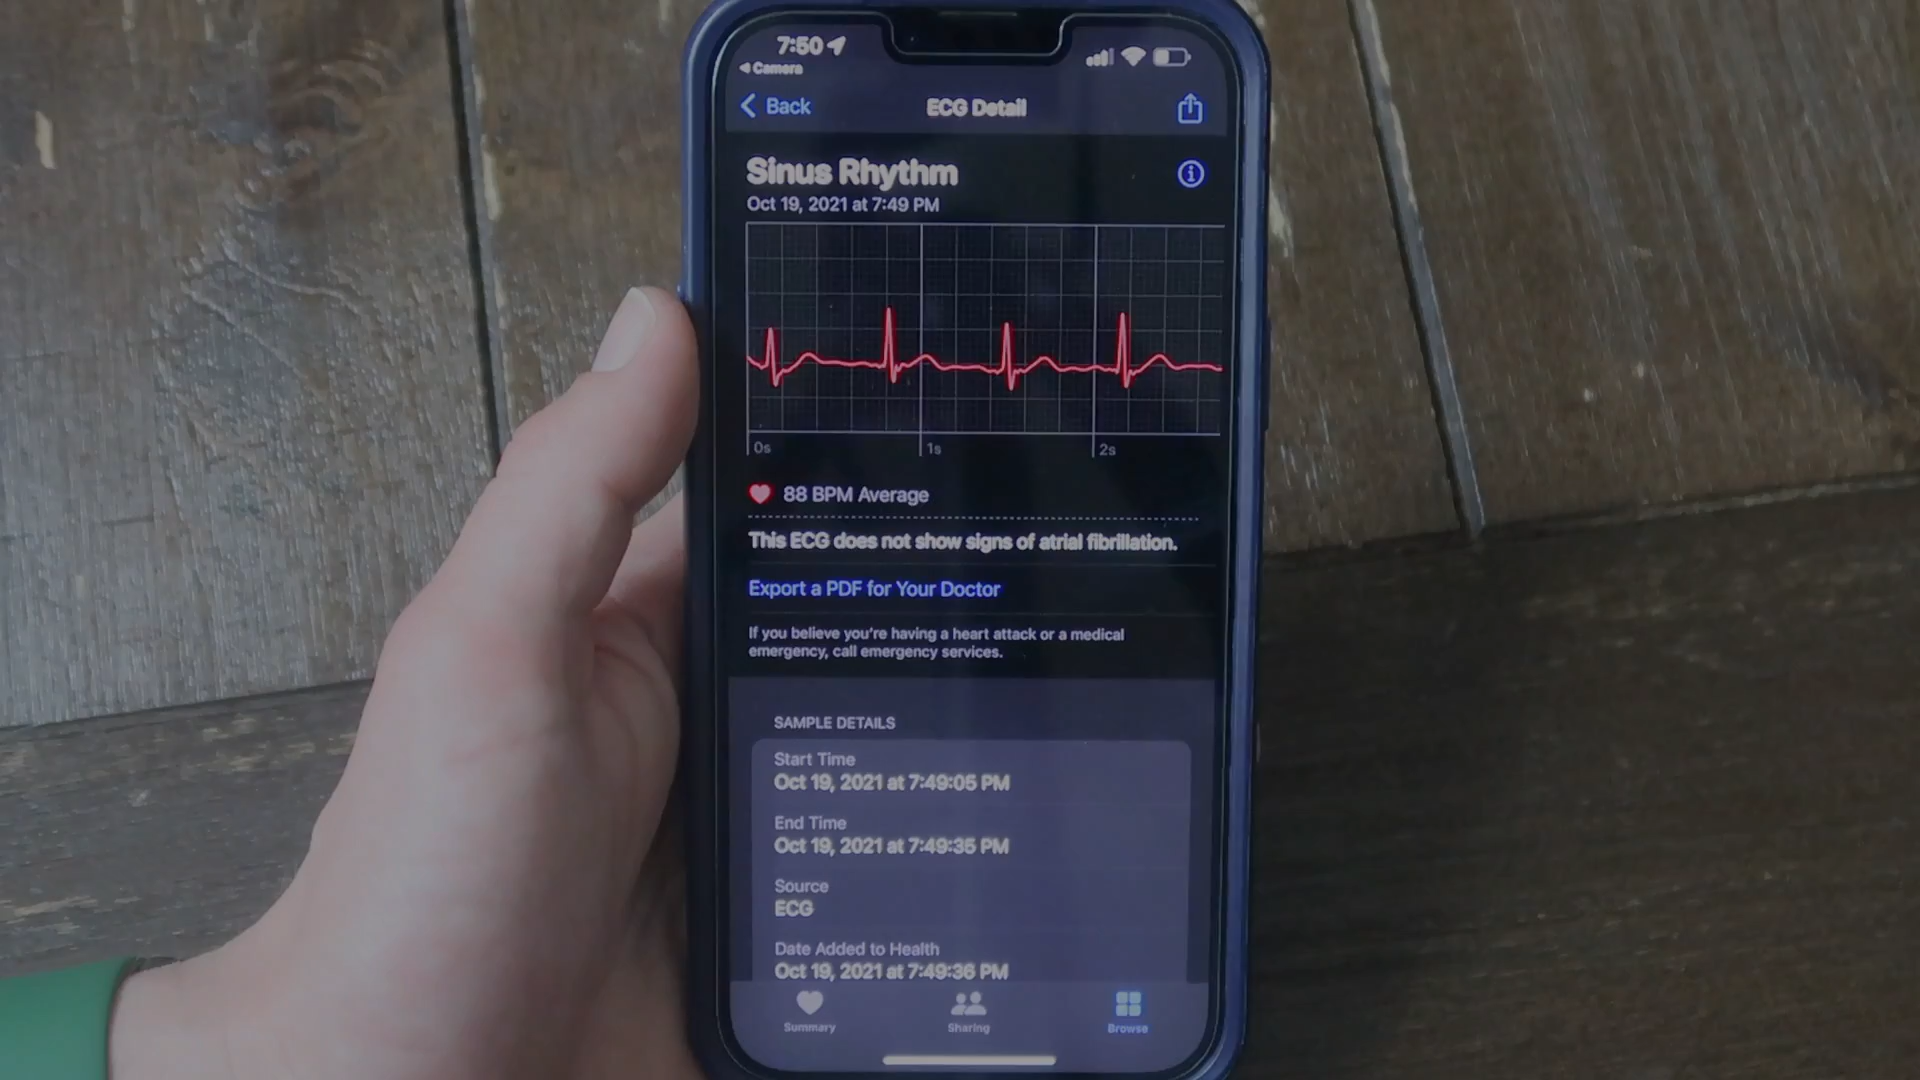 7:50
Camera
Back
ECG Detail
Sinus Rhythm
Oct 19, 2021 at 7:49 PM
0s 1s 2s
88 BPM Average
This ECG does not show signs of atrial fibrillation.
Export a PDF for Your Doctor
If you believe you're having a heart attack or a medical
emergency, call emergency services.
SAMPLE DETAILS
Start Time
Oct 19, 2021 at 7:49:05 PM
End Time
Oct 19, 2021 at 7:49:35 PM
Source
ECG
Date Added to Health
Oct 19, 2021 at 7:49:36 PM
Summary Sharing Browse